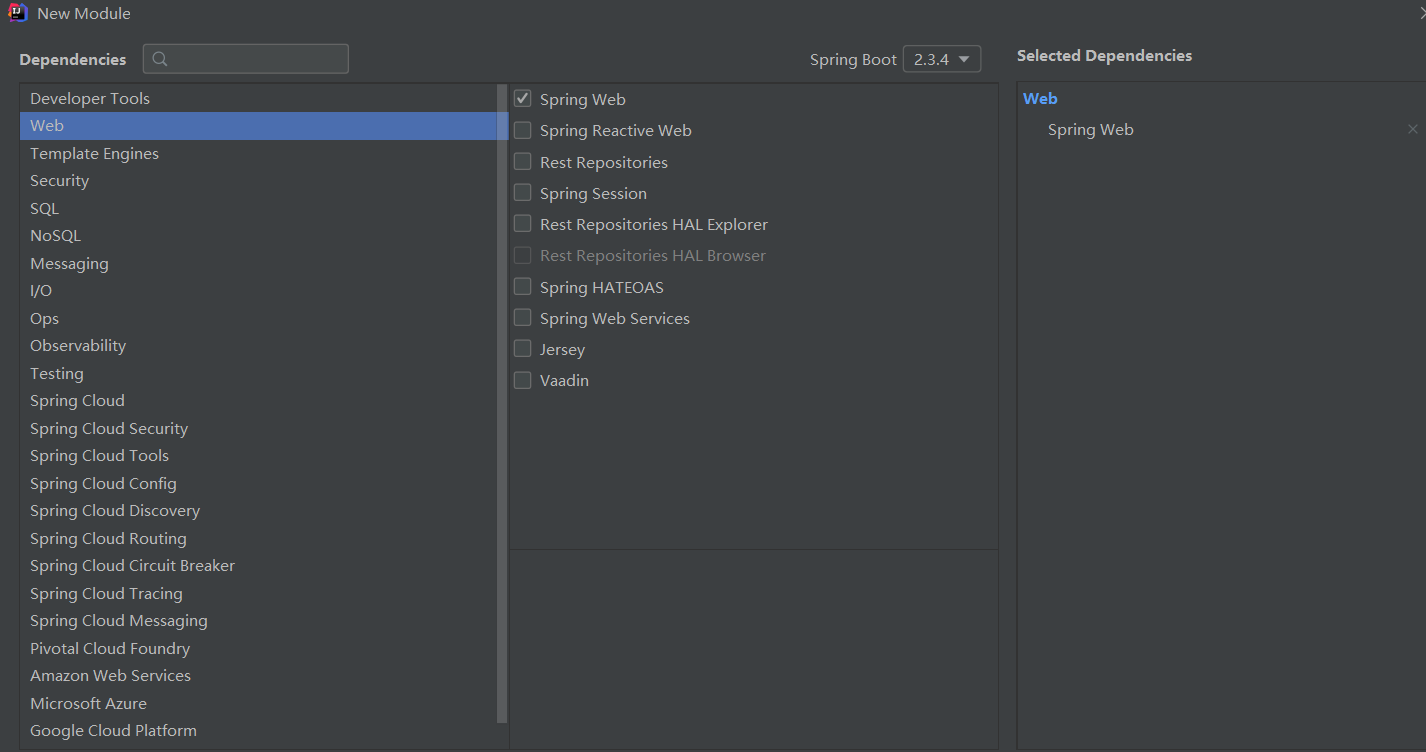 New Module
Dependencies
Spring Boot 2.3.4
Selected Dependencies
Developer Tools
Web
Template Engines
Security
SQL
NoSQL
Messaging
I/O
Ops
Observability
Testing
Spring Cloud
Spring Cloud Security
Spring Cloud Tools
Spring Cloud Config
Spring Cloud Discovery
Spring Cloud Routing
Spring Cloud Circuit Breaker
Spring Cloud Tracing
Spring Cloud Messaging
Pivotal Cloud Foundry
Amazon Web Services
Microsoft Azure
Google Cloud Platform
Spring Web
Spring Reactive Web
Rest Repositories
Spring Session
Rest Repositories HAL Explorer
Rest Repositories HAL Browser
Spring HATEOAS
Spring Web Services
Jersey
Vaadin
Web
Spring Web